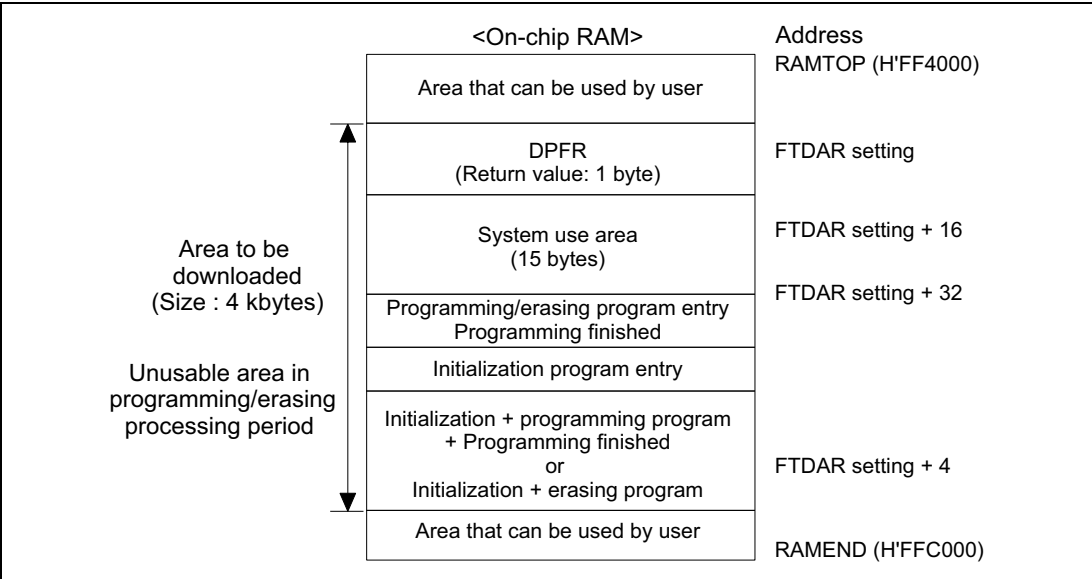 <On-chip RAM>
Address
RAMTOP (H'FF4000)
Area that can be used by user
DPFR
(Return value: 1 byte)
FTDAR setting
System use area
(15 bytes)
FTDAR setting + 16
Area to be
downloaded
(Size : 4 kbytes)
FTDAR setting + 32
Programming/erasing program entry
Programming finished
Initialization program entry
Unusable area in
programming/erasing
processing period
Initialization + programming program
+ Programming finished
or
Initialization + erasing program
FTDAR setting + 4
Area that can be used by user
RAMEND (H'FFC000)